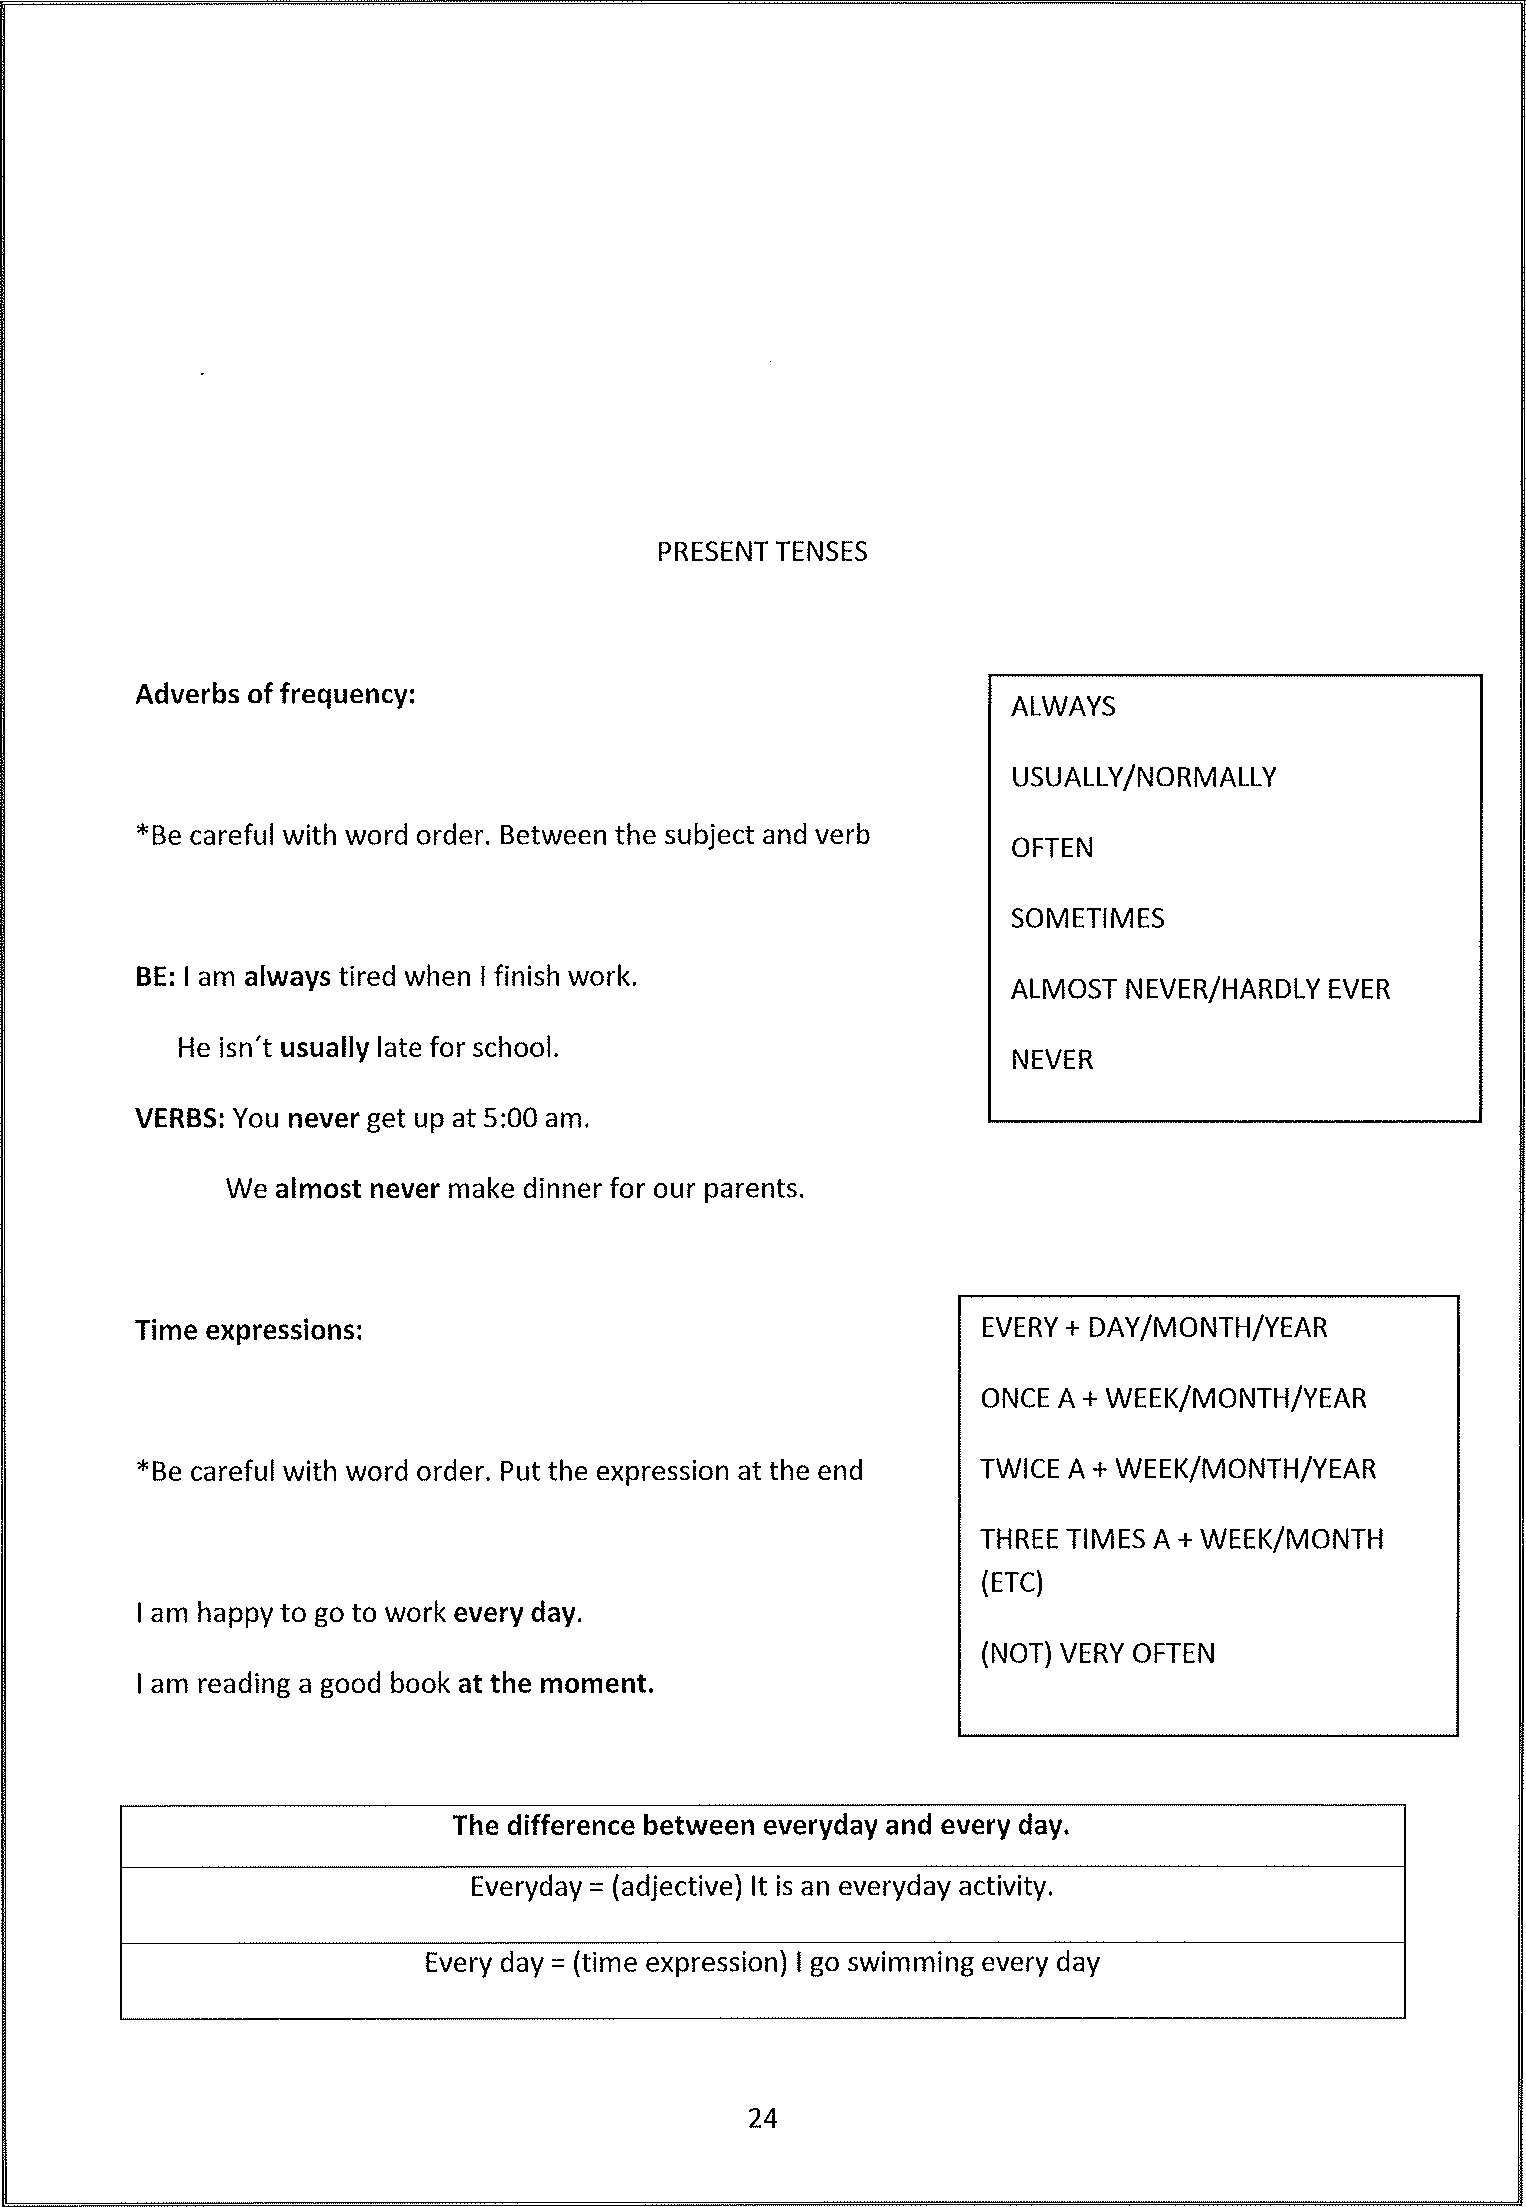 PRESENT TENSES
Adverbs of frequency:
*Be careful with word order. Between the subject and verb
BE: I am always tired when I finish work.
He isn´t usually late for school.
VERBS: You never get up at 5:00 am.
We almost never make dinner for our parents.
ALWAYS
USUALLY/NORMALLY
OFTEN
SOMETIMES
ALMOST NEVER/HARDLY EVER
NEVER
Time expressions:
*Be careful with word order. Put the expression at the end
I am happy to go to work every day.
I am reading a good book at the moment.
EVERY + DAY/MONTH/YEAR
ONCE A + WEEK/MONTH/YEAR
TWICE A + WEEK/MONTH/YEAR
THREE TIMES A + WEEK/MONTH
(ETC)
(NOT) VERY OFTEN
The difference between everyday and every day.
Everyday = (adjective) It is an everyday activity.
Every day = (time expression) I go swimming every day
24